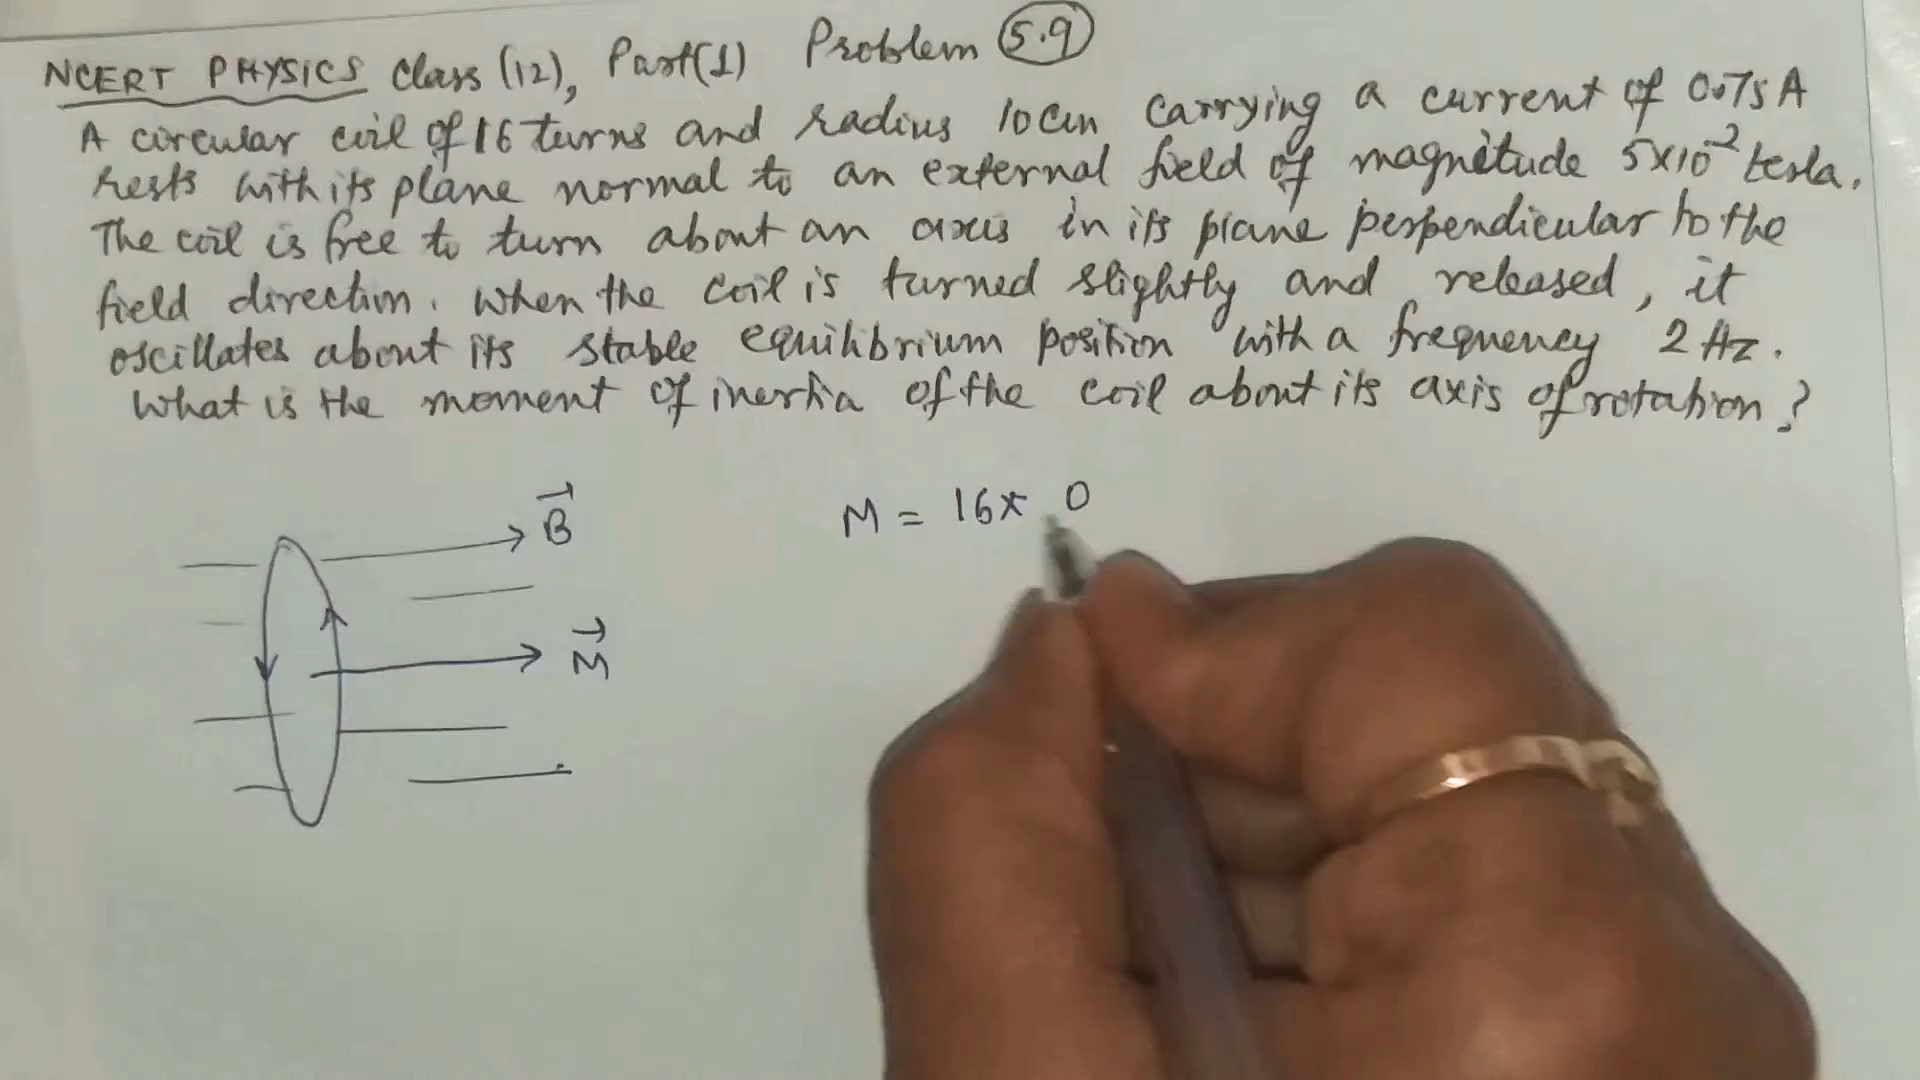 NCERT PHYSICS Class (12), Part(1) Problem 5.9
A circular coil of 16 turns and radius 10cm carrying a current of 0.75A
rests with its plane normal to an external field of magnitude 5×10⁻² tesla.
The coil is free to turn about an axis in its plane perpendicular to the
field direction. When the coil is turned slightly and released, it
oscillates about its stable equilibrium position with a frequency 2 Hz.
What is the moment of inertia of the coil about its axis of rotation?
B⃗
M = 16× 0
M⃗